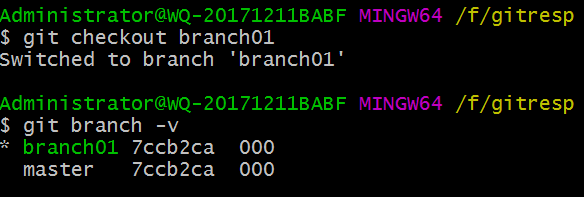 Administrator@WQ-20171211BABF MINGW64 /f/gitresp
$ git checkout branch01
Switched to branch 'branch01'
Administrator@WQ-20171211BABF MINGW64 /f/gitresp
$ git branch -v
* branch01 7ccb2ca 000
master 7ccb2ca 000